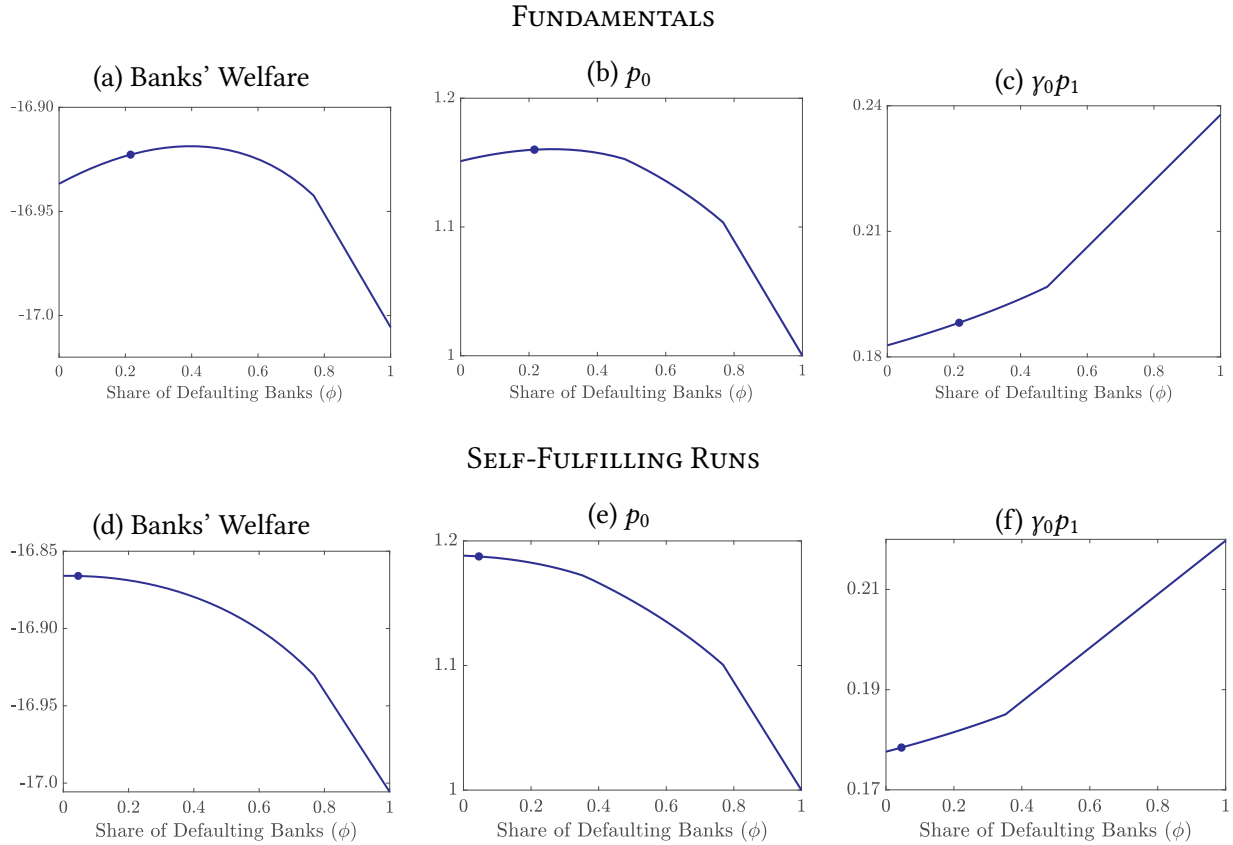 FUNDAMENTALS
(a) Banks' Welfare
(b) p₀
(c) γ₀p₁
-16.90
-16.95
-17.0
0 0.2 0.4 0.6 0.8 1
Share of Defaulting Banks (ϕ)
1.2
1.1
1
0 0.2 0.4 0.6 0.8 1
Share of Defaulting Banks (ϕ)
0.24
0.21
0.18
0 0.2 0.4 0.6 0.8 1
Share of Defaulting Banks (ϕ)
SELF-FULFILLING RUNS
(d) Banks' Welfare
(e) p₀
(f) γ₀p₁
-16.85
-16.90
-16.95
-17.0
0 0.2 0.4 0.6 0.8 1
Share of Defaulting Banks (ϕ)
1.2
1.1
1
0 0.2 0.4 0.6 0.8 1
Share of Defaulting Banks (ϕ)
0.21
0.19
0.17
0 0.2 0.4 0.6 0.8 1
Share of Defaulting Banks (ϕ)